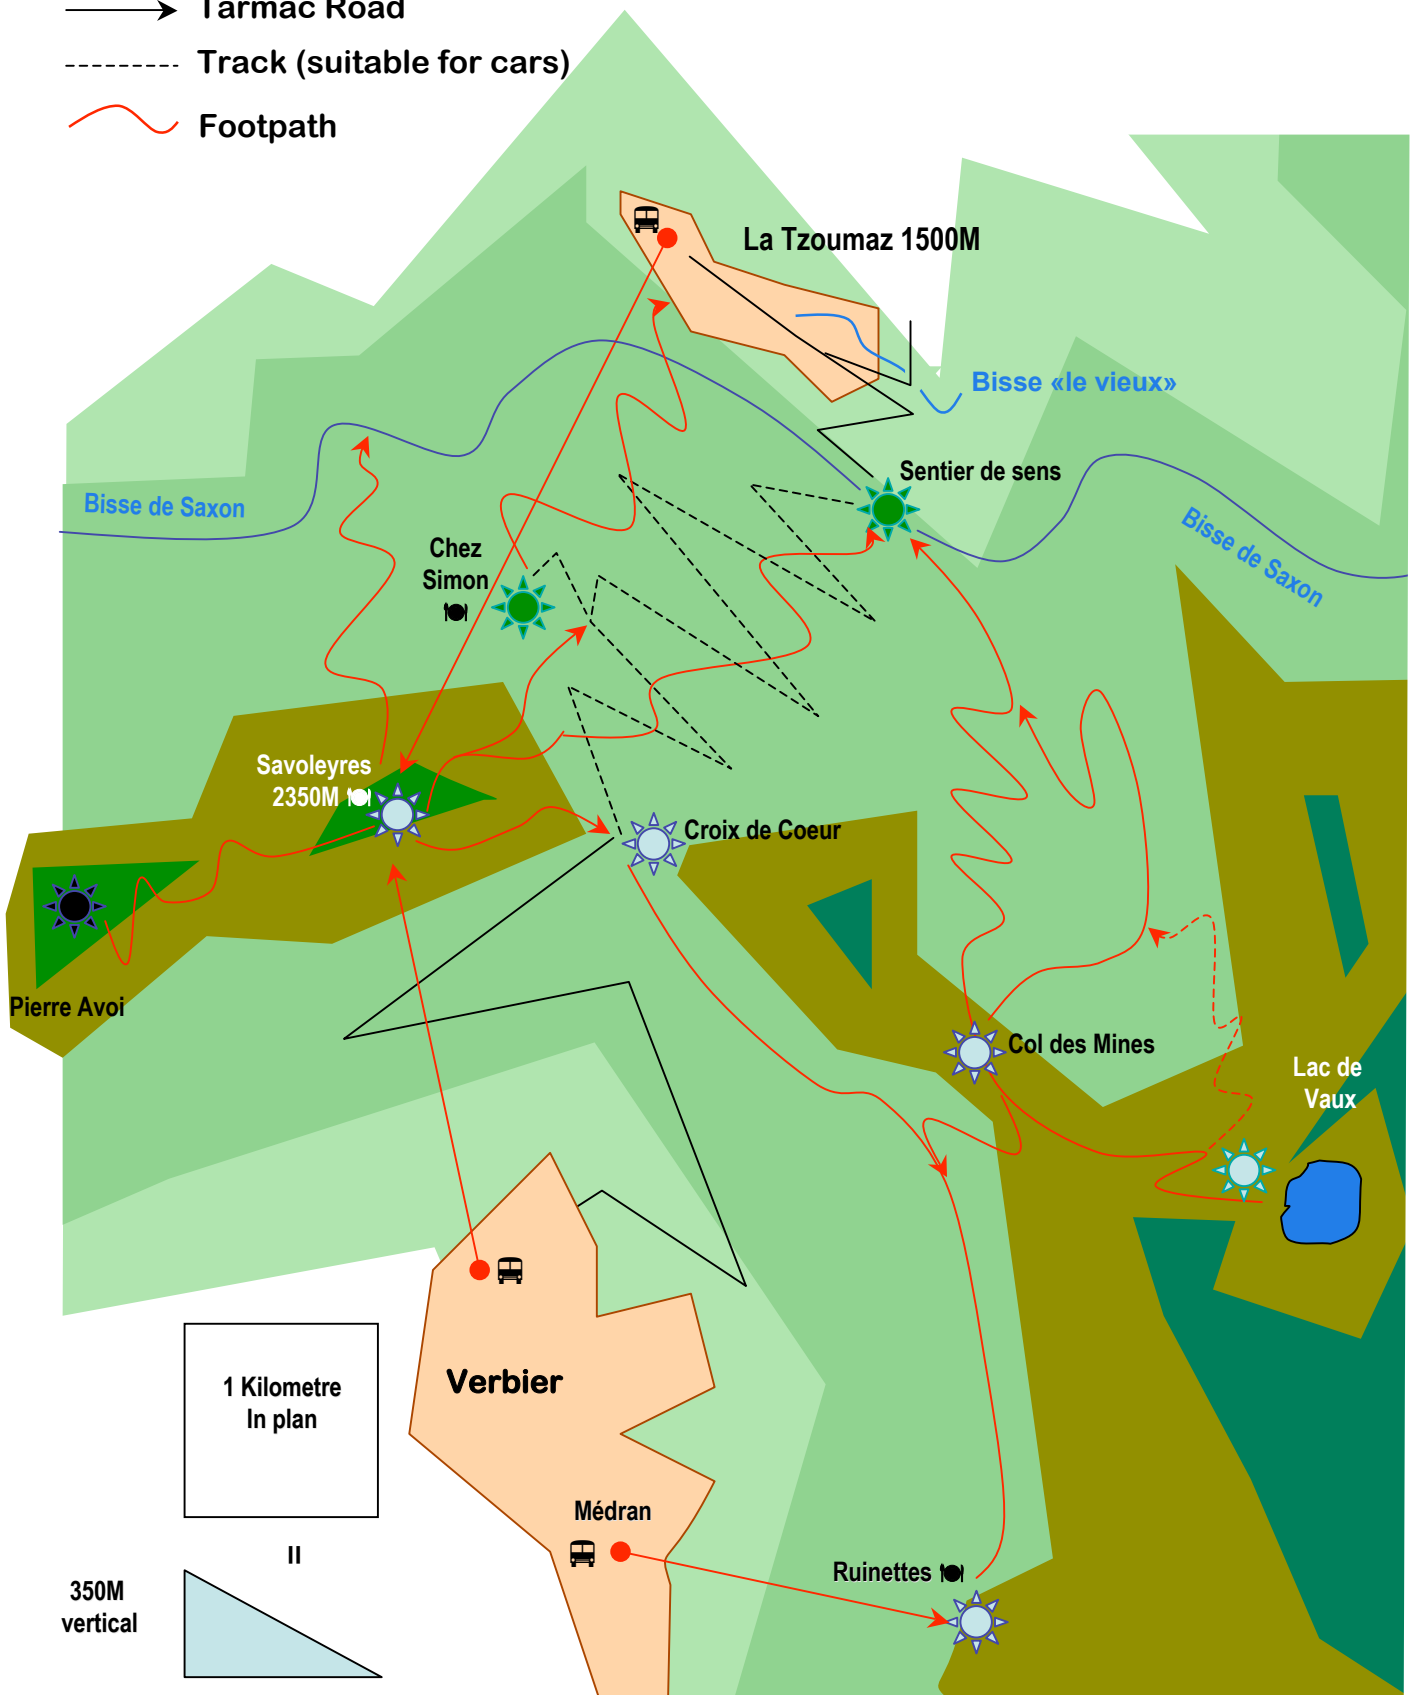 Tarmac Road
Track (suitable for cars)
Footpath
La Tzoumaz 1500M
Bisse «le vieux»
Sentier de sens
Bisse de Saxon
Bisse de Saxon
Chez
Simon
Savoleyres
2350M
Croix de Coeur
Pierre Avoi
Col des Mines
Lac de
Vaux
Verbier
1 Kilometre
In plan
Médran
=
350M
vertical
Ruinettes